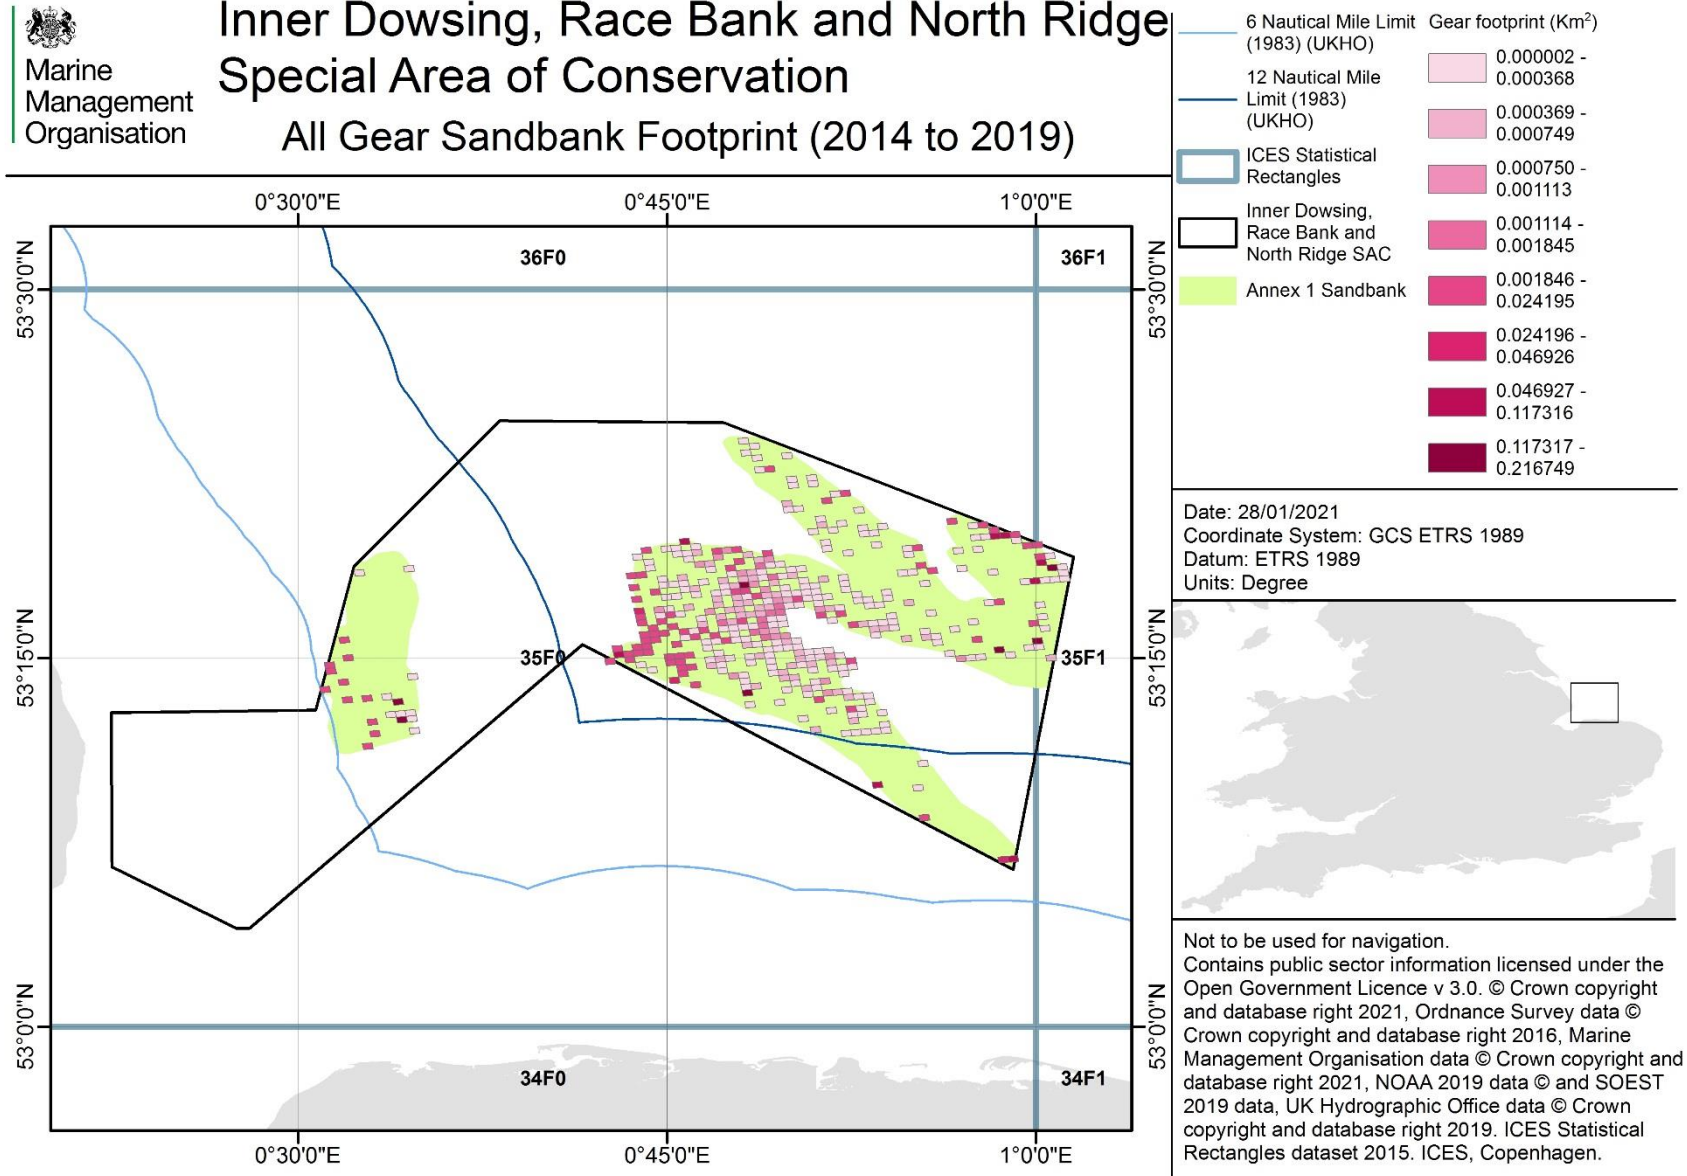 Marine
Management
Organisation
Inner Dowsing, Race Bank and North Ridge
Special Area of Conservation
All Gear Sandbank Footprint (2014 to 2019)
0°30'0"E
0°45'0"E
1°0'0"E
53°30'0"N
53°15'0"N
53°0'0"N
36F0
36F1
35F0
35F1
34F0
34F1
53°30'0"N
53°15'0"N
53°0'0"N
0°30'0"E
0°45'0"E
1°0'0"E
6 Nautical Mile Limit
(1983) (UKHO)
12 Nautical Mile
Limit (1983)
(UKHO)
ICES Statistical
Rectangles
Inner Dowsing,
Race Bank and
North Ridge SAC
Annex 1 Sandbank
Gear footprint (Km²)
0.000002 -
0.000368
0.000369 -
0.000749
0.000750 -
0.001113
0.001114 -
0.001845
0.001846 -
0.024195
0.024196 -
0.046926
0.046927 -
0.117316
0.117317 -
0.216749
Date: 28/01/2021
Coordinate System: GCS ETRS 1989
Datum: ETRS 1989
Units: Degree
Not to be used for navigation.
Contains public sector information licensed under the
Open Government Licence v 3.0. © Crown copyright
and database right 2021, Ordnance Survey data ©
Crown copyright and database right 2016, Marine
Management Organisation data © Crown copyright and
database right 2021, NOAA 2019 data © and SOEST
2019 data, UK Hydrographic Office data © Crown
copyright and database right 2019. ICES Statistical
Rectangles dataset 2015. ICES, Copenhagen.